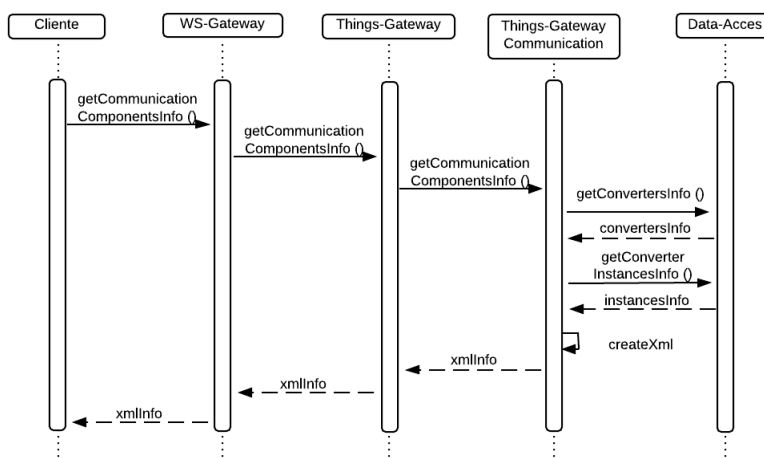 Cliente
WS-Gateway
Things-Gateway
Things-Gateway
Communication
Data-Acces
getCommunication
ComponentsInfo ()
getCommunication
ComponentsInfo ()
getCommunication
ComponentsInfo ()
getConvertersInfo ()
convertersInfo
getConverter
InstancesInfo ()
instancesInfo
createXml
xmlInfo
xmlInfo
xmlInfo